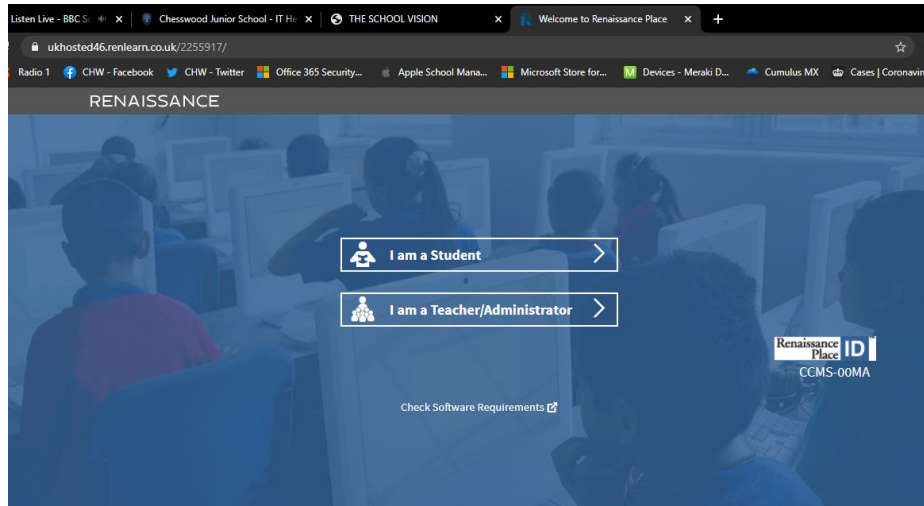 Listen Live - BBC S
Chesswood Junior School - IT He
THE SCHOOL VISION
Welcome to Renaissance Place
ukhosted46.renlearn.co.uk/2255917/
Radio 1
CHW - Facebook
CHW - Twitter
Office 365 Security...
Apple School Mana...
Microsoft Store for...
Devices - Meraki D...
Cumulus MX
Cases | Coronavir
RENAISSANCE
I am a Student
I am a Teacher/Administrator
Renaissance
Place ID
CCMS-00MA
Check Software Requirements